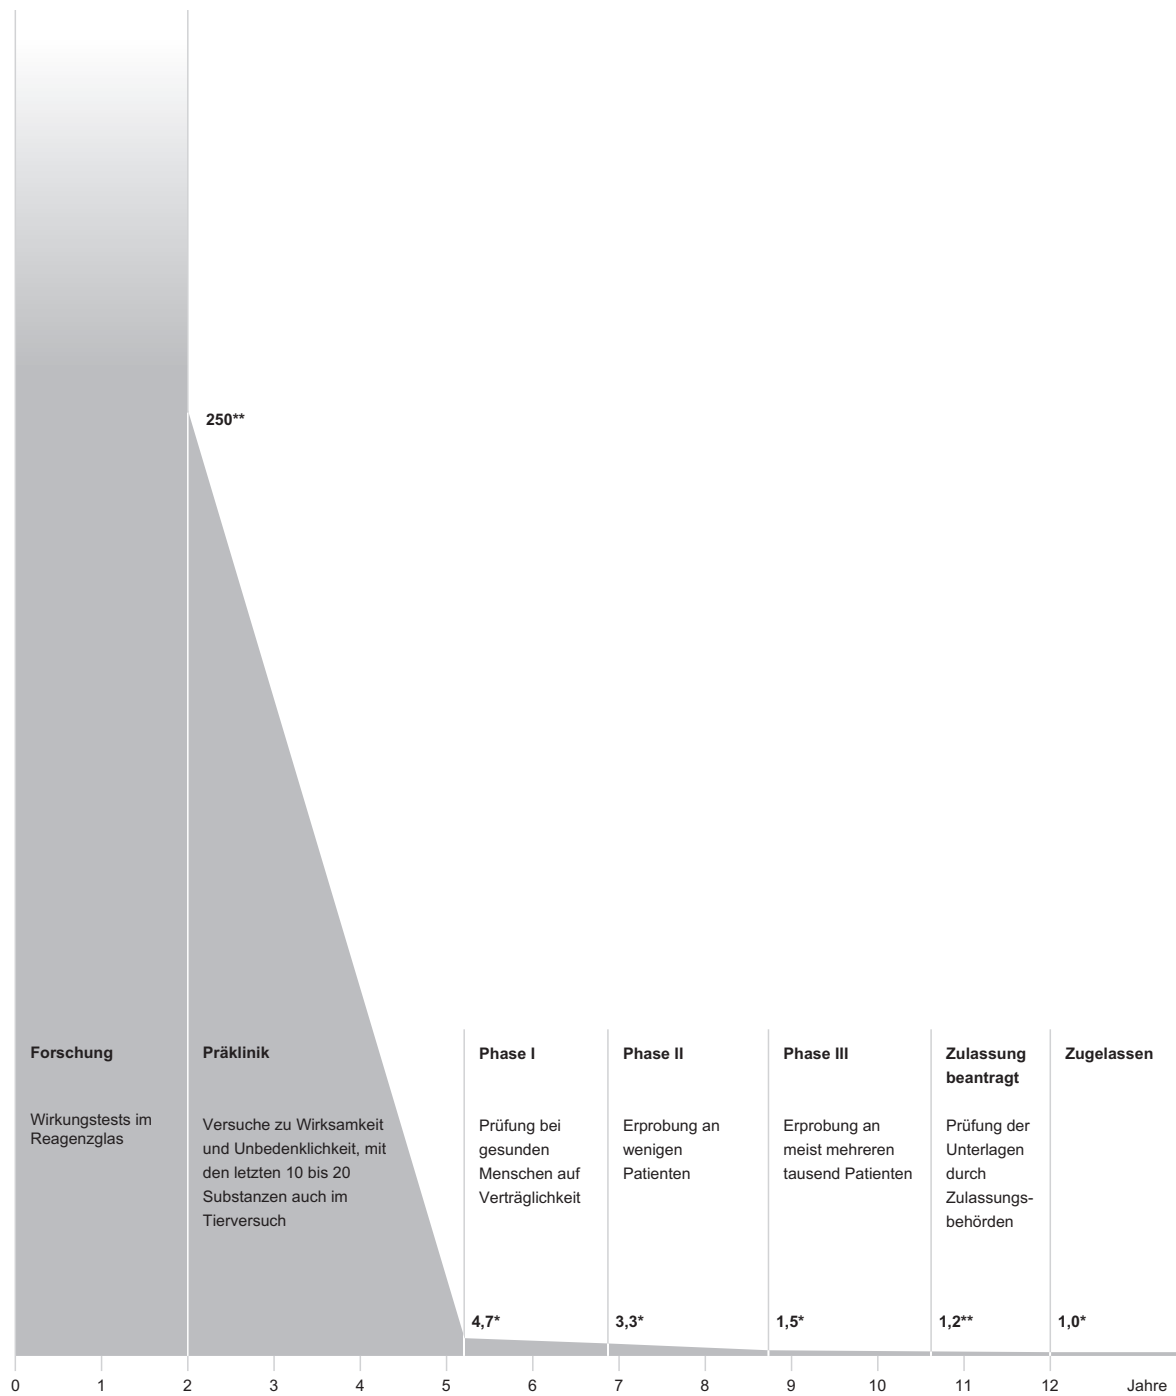 250**
Forschung
Wirkungstests im
Reagenzglas
Präklinik
Versuche zu Wirksamkeit
und Unbedenklichkeit, mit
den letzten 10 bis 20
Substanzen auch im
Tierversuch
Phase I
Prüfung bei
gesunden
Menschen auf
Verträglichkeit
4,7*
Phase II
Erprobung an
wenigen
Patienten
3,3*
Phase III
Erprobung an
meist mehreren
tausend Patienten
1,5*
Zulassung
beantragt
Prüfung der
Unterlagen
durch
Zulassungs-
behörden
1,2**
Zugelassen
1,0*
0 1 2 3 4 5 6 7 8 9 10 11 12 Jahre